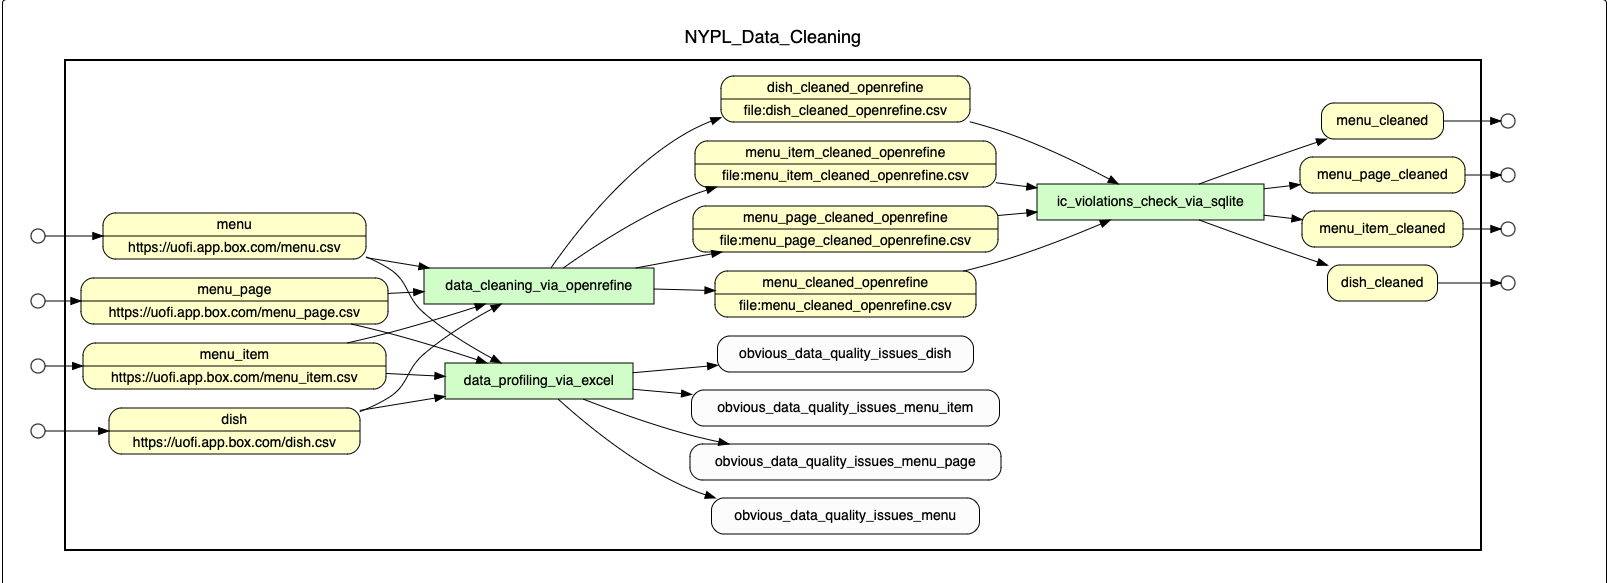 NYPL_Data_Cleaning
menu
https://uofi.app.box.com/menu.csv
menu_page
https://uofi.app.box.com/menu_page.csv
menu_item
https://uofi.app.box.com/menu_item.csv
dish
https://uofi.app.box.com/dish.csv
data_cleaning_via_openrefine
data_profiling_via_excel
dish_cleaned_openrefine
file:dish_cleaned_openrefine.csv
menu_item_cleaned_openrefine
file:menu_item_cleaned_openrefine.csv
menu_page_cleaned_openrefine
file:menu_page_cleaned_openrefine.csv
menu_cleaned_openrefine
file:menu_cleaned_openrefine.csv
obvious_data_quality_issues_dish
obvious_data_quality_issues_menu_item
obvious_data_quality_issues_menu_page
obvious_data_quality_issues_menu
ic_violations_check_via_sqlite
menu_cleaned
menu_page_cleaned
menu_item_cleaned
dish_cleaned